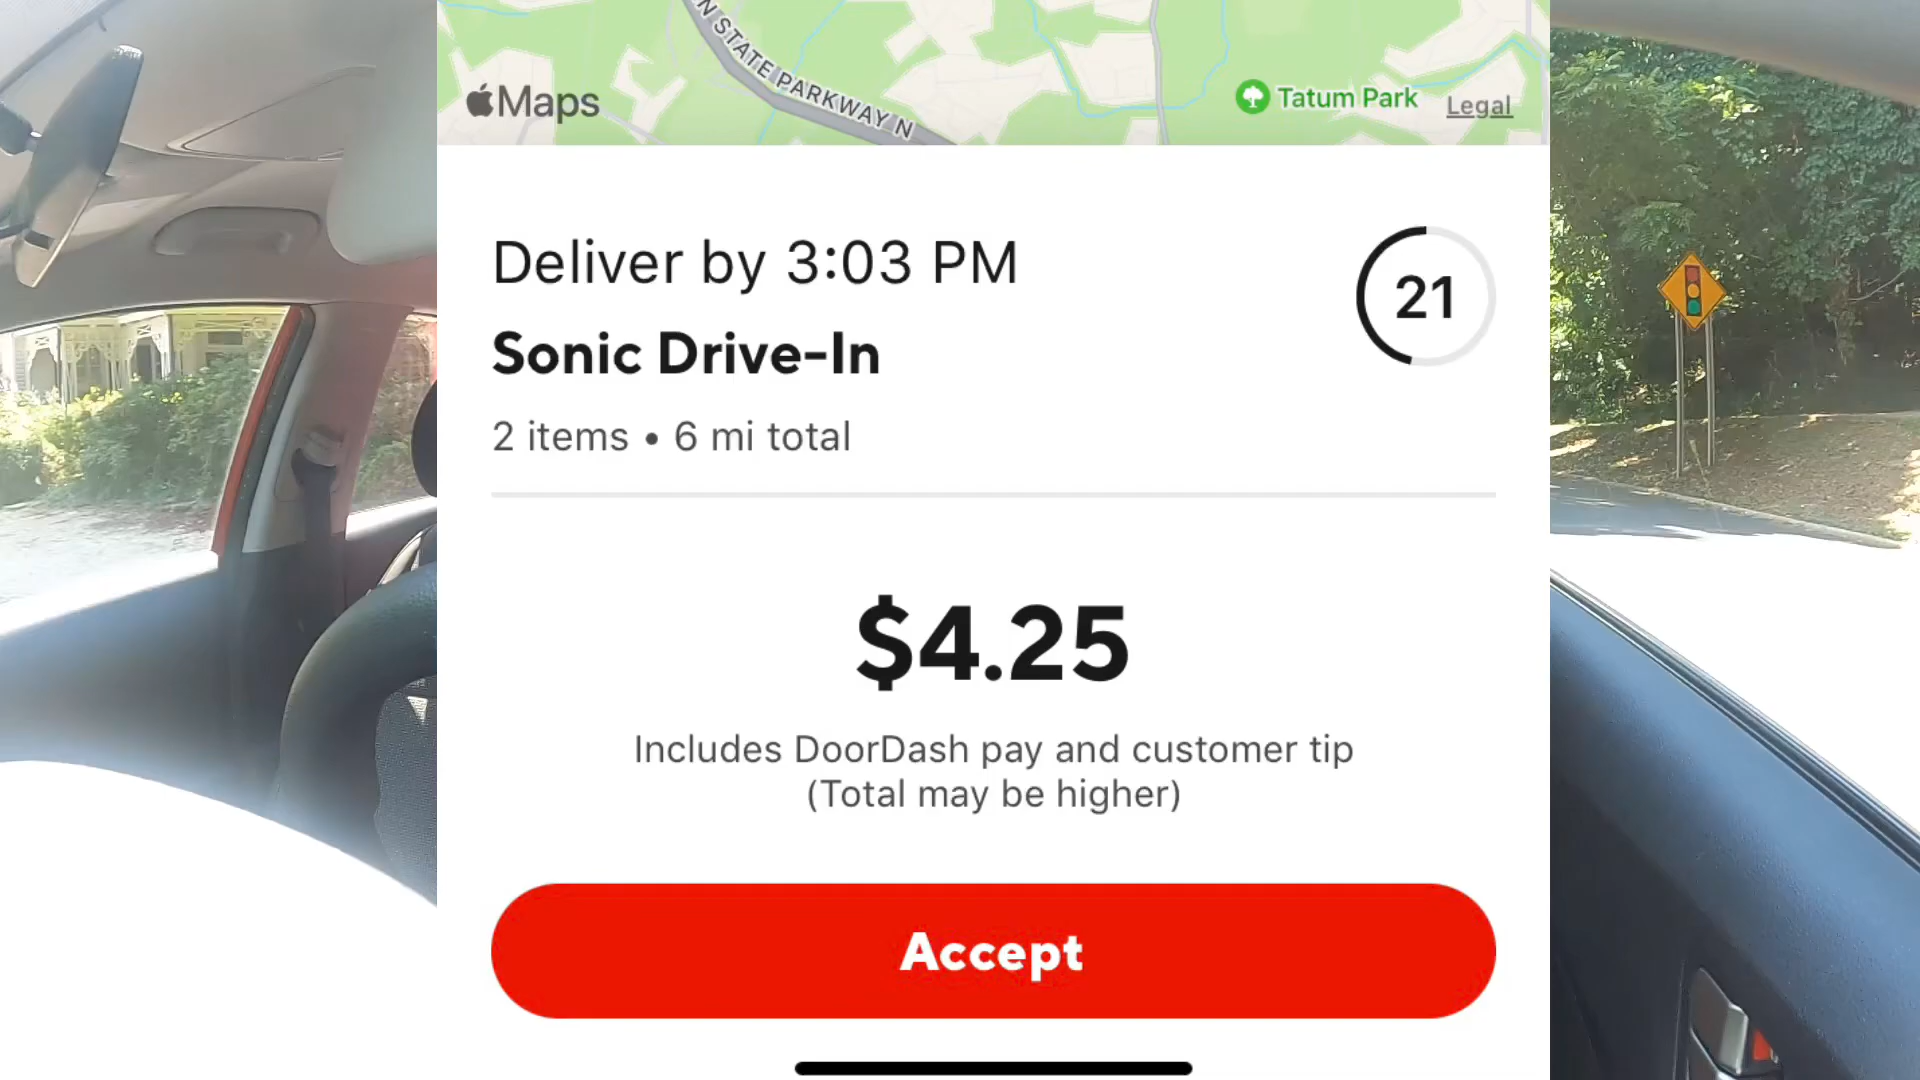 N STATE PARKWAY N
Maps
Tatum Park
Legal
Deliver by 3:03 PM
21
Sonic Drive-In
2 items • 6 mi total
$4.25
Includes DoorDash pay and customer tip
(Total may be higher)
Accept